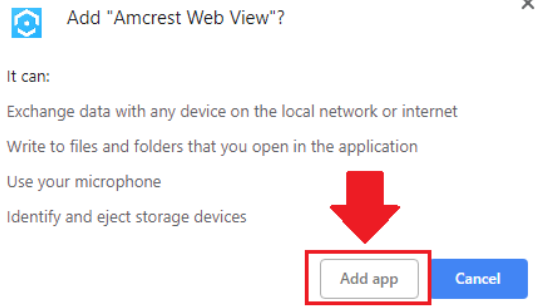 Add "Amcrest Web View"?
It can:
Exchange data with any device on the local network or internet
Write to files and folders that you open in the application
Use your microphone
Identify and eject storage devices
Add app
Cancel